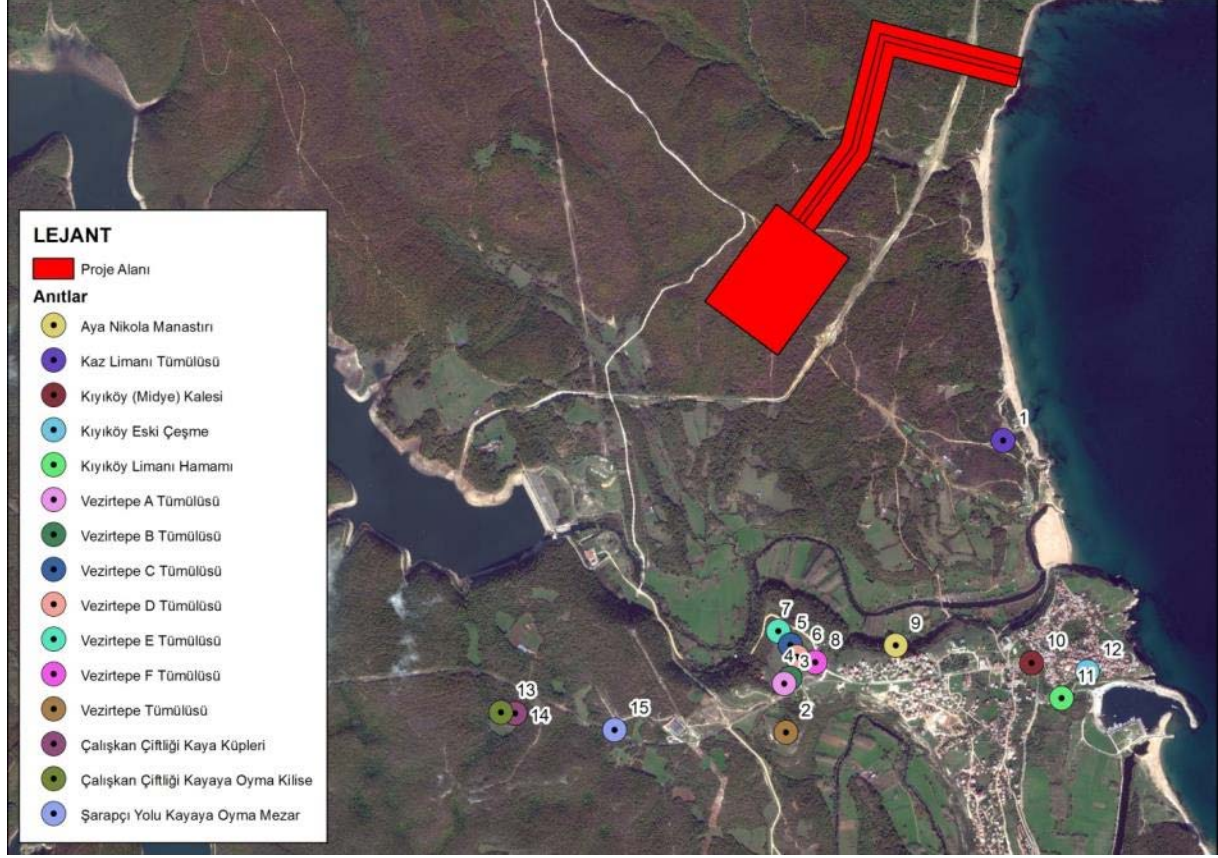 LEJANT
Proje Alanı
Anıtlar
Aya Nikola Manastırı
Kaz Limanı Tümülüsü
Kıyıköy (Midye) Kalesi
Kıyıköy Eski Çeşme
Kıyıköy Limanı Hamamı
Vezirtepe A Tümülüsü
Vezirtepe B Tümülüsü
Vezirtepe C Tümülüsü
Vezirtepe D Tümülüsü
Vezirtepe E Tümülüsü
Vezirtepe F Tümülüsü
Vezirtepe Tümülüsü
Çalışkan Çiftliği Kaya Küpleri
Çalışkan Çiftliği Kayaya Oyma Kilise
Şarapçı Yolu Kayaya Oyma Mezar
1
7
5
6
8
9
4
3
10
12
11
13
14
15
2